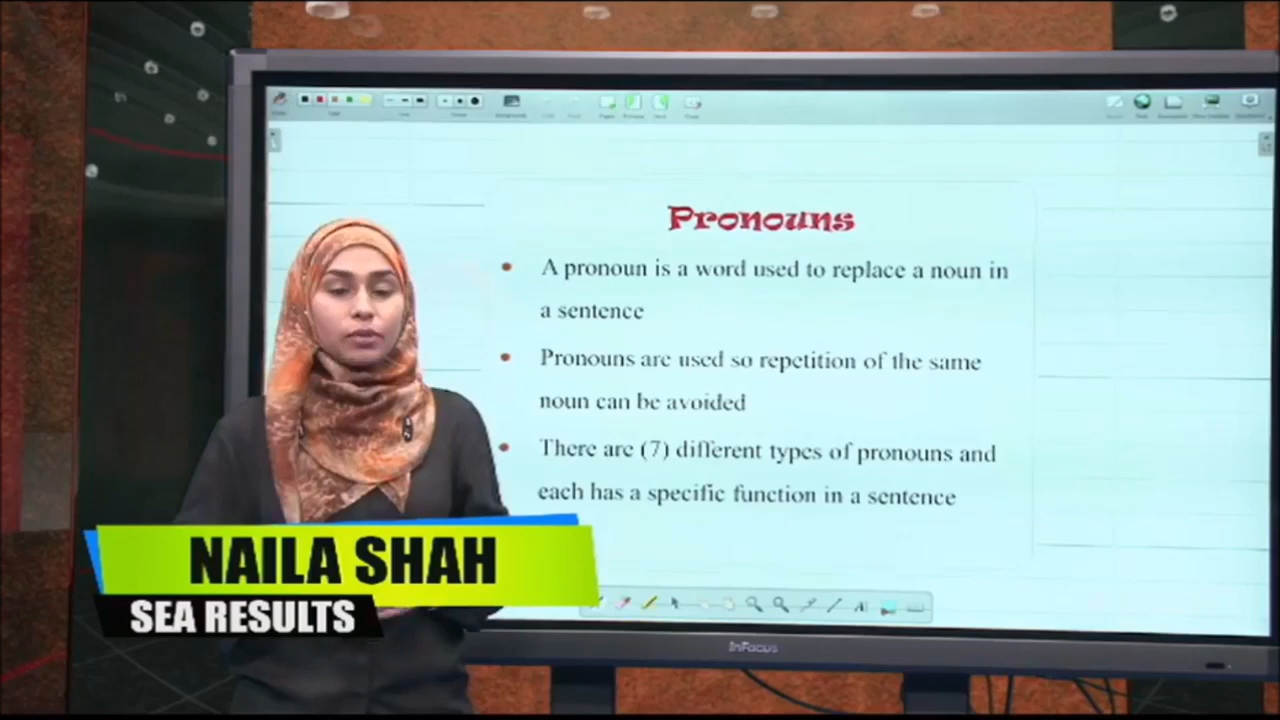 Pronouns
A pronoun is a word used to replace a noun in
a sentence
Pronouns are used so repetition of the same
noun can be avoided
There are (7) different types of pronouns and
each has a specific function in a sentence
NAILA SHAH
SEA RESULTS
InFocus